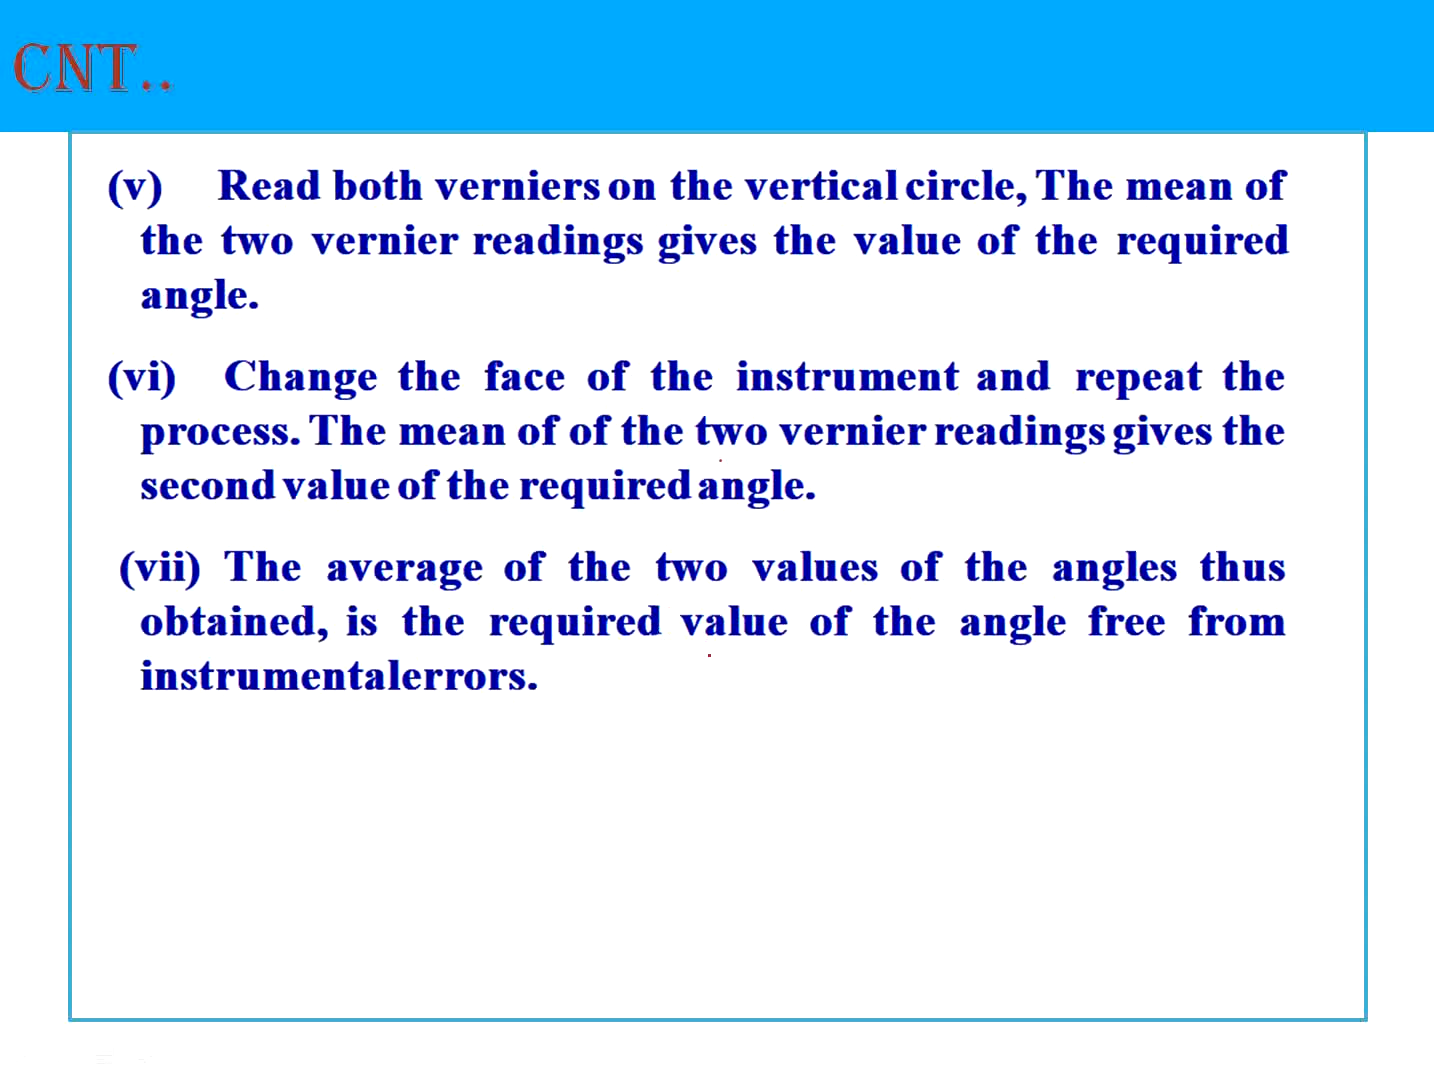 CNT..
(v) Read both verniers on the vertical circle, The mean of
the two vernier readings gives the value of the required
angle.
(vi) Change the face of the instrument and repeat the
process. The mean of of the two vernier readings gives the
second value of the required angle.
(vii) The average of the two values of the angles thus
obtained, is the required value of the angle free from
instrumentalerrors.